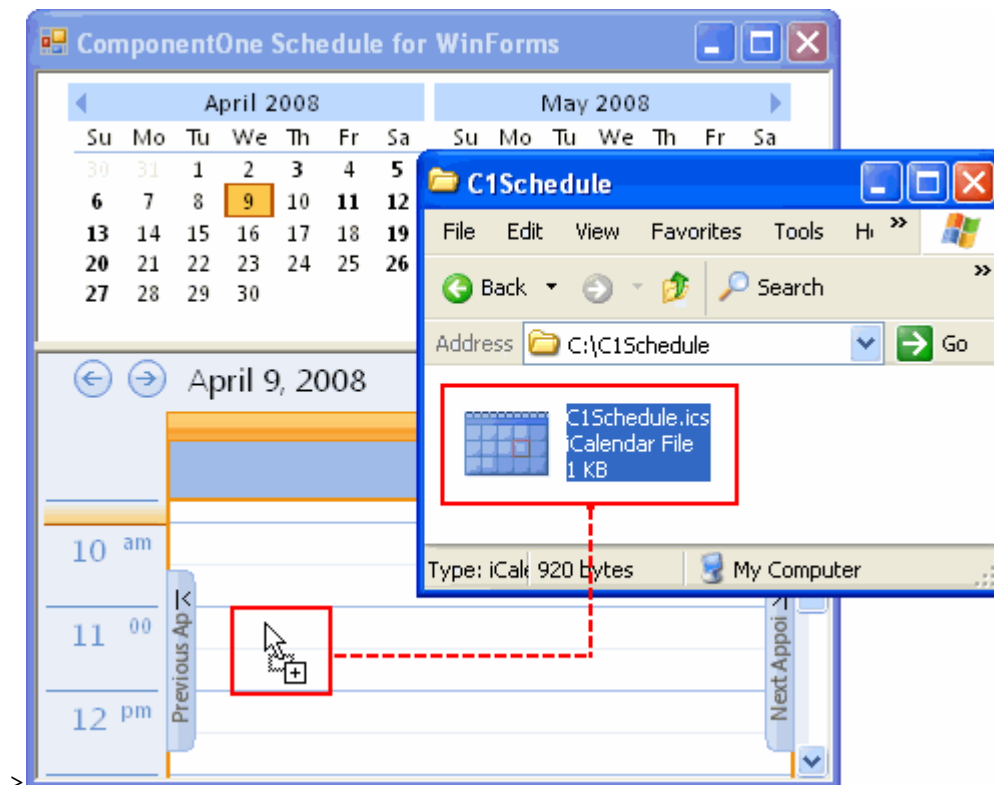 ComponentOne Schedule for WinForms
April 2008 May 2008
Su Mo Tu We Th Fr Sa Su Mo Tu We Th Fr Sa
30 31 1 2 3 4 5
6 7 8 9 10 11 12
13 14 15 16 17 18 19
20 21 22 23 24 25 26
27 28 29 30
C1Schedule
File Edit View Favorites Tools »
Back Search »
Address C:\C1Schedule Go
C1Schedule.ics
iCalendar File
1 KB
Type: iCal 920 bytes My Computer
April 9, 2008
10 am
11 00
12 pm
Previous Ap
Next Appoi
>